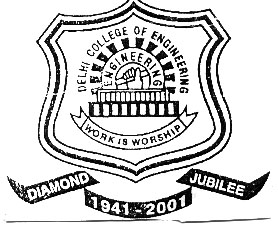 DELHI COLLEGE OF ENGINEERING
ENGINEERING
WORK IS WORSHIP
DIAMOND
JUBILEE
1941-2001